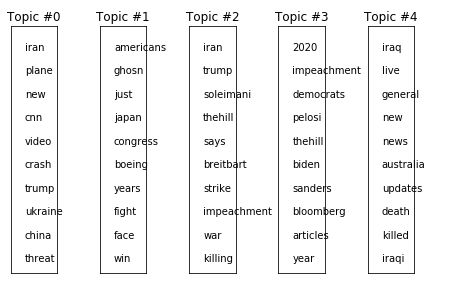 Topic #0 Topic #1 Topic #2 Topic #3 Topic #4
iran americans iran 2020 iraq
plane ghosn trump impeachment live
new just soleimani democrats general
cnn japan thehill pelosi new
video congress says thehill news
crash boeing breitbart biden australia
trump years strike sanders updates
ukraine fight impeachment bloomberg death
china face war articles killed
threat win killing year iraqi